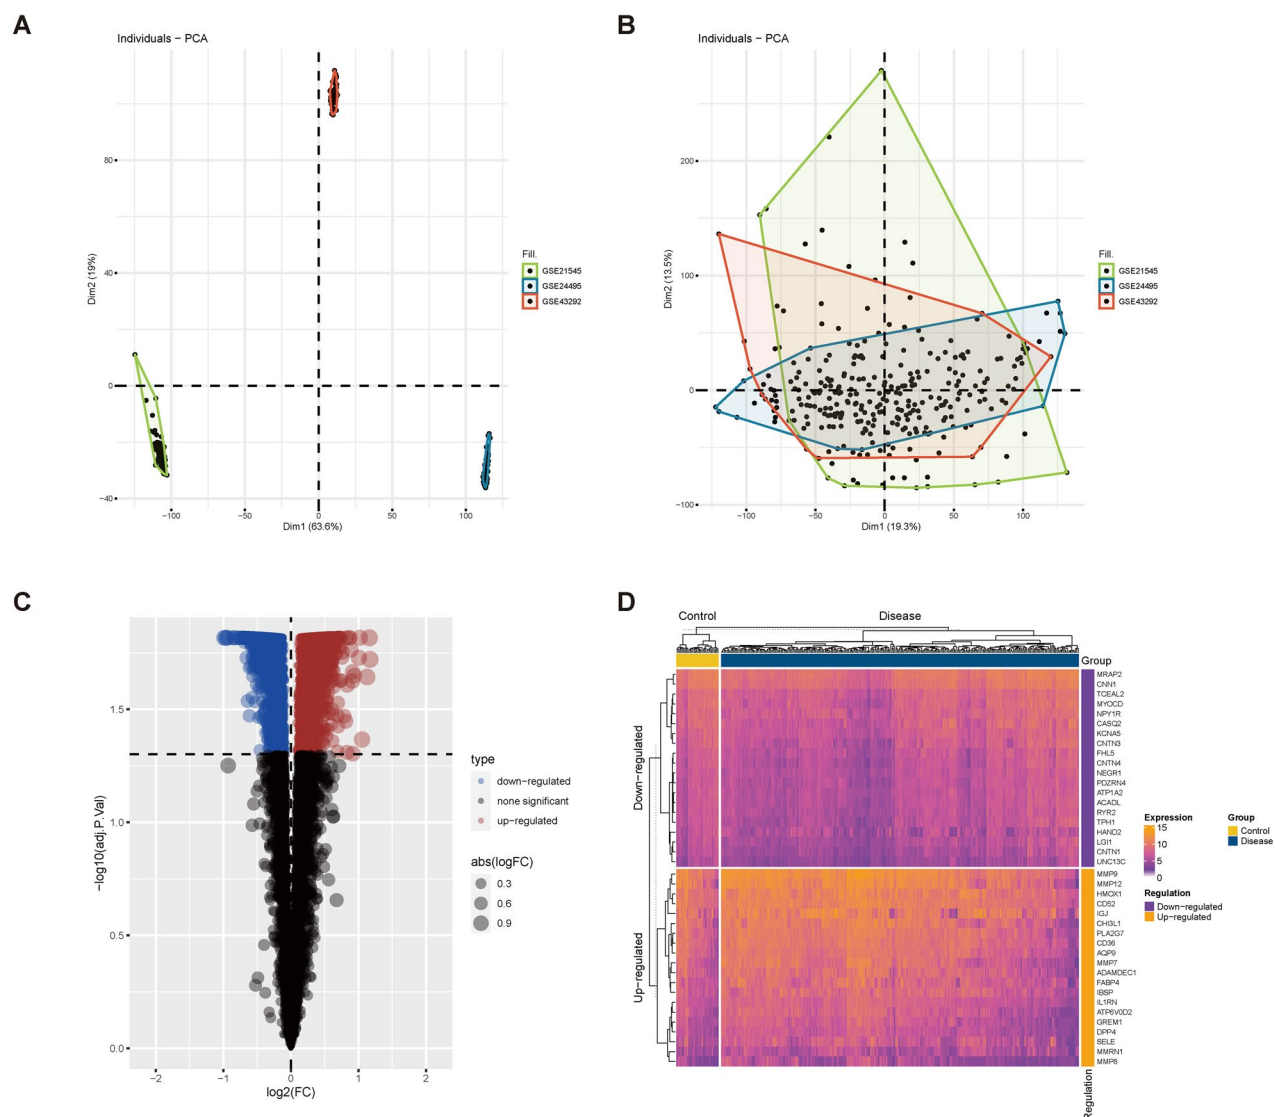 A
Individuals − PCA
80
40
0
−40
−100
−50
0
50
100
Dim1 (63.6%)
Dim2 (19%)
Fill.
GSE21545
GSE24495
GSE43292
B
Individuals − PCA
200
100
0
−100
−100
−50
0
50
100
Dim1 (19.3%)
Dim2 (13.5%)
Fill.
GSE21545
GSE24495
GSE43292
C
1.5
1.0
0.5
0.0
−2
−1
0
1
2
log2(FC)
−log10(adj.P.Val)
type
down−regulated
none significant
up−regulated
abs(logFC)
0.3
0.6
0.9
D
Control
Disease
Group
Down−regulated
Up−regulated
MRAP2
CNN1
TCEAL2
MYOCD
NPY1R
CASQ2
KCNA5
CNTN3
FHL5
CNTN4
NEGR1
PDZRN4
ATP1A2
ACADL
RYR2
TPH1
HAND2
LGI1
CNTN1
UNC13C
MMP9
MMP12
HMOX1
CD52
IGJ
CHI3L1
PLA2G7
CD36
AQP9
MMP7
ADAMDEC1
FABP4
IBSP
IL1RN
ATP6V0D2
GREM1
DPP4
SELE
MMRN1
MMP8
Regulation
Expression
15
10
5
0
Group
Control
Disease
Regulation
Down−regulated
Up−regulated